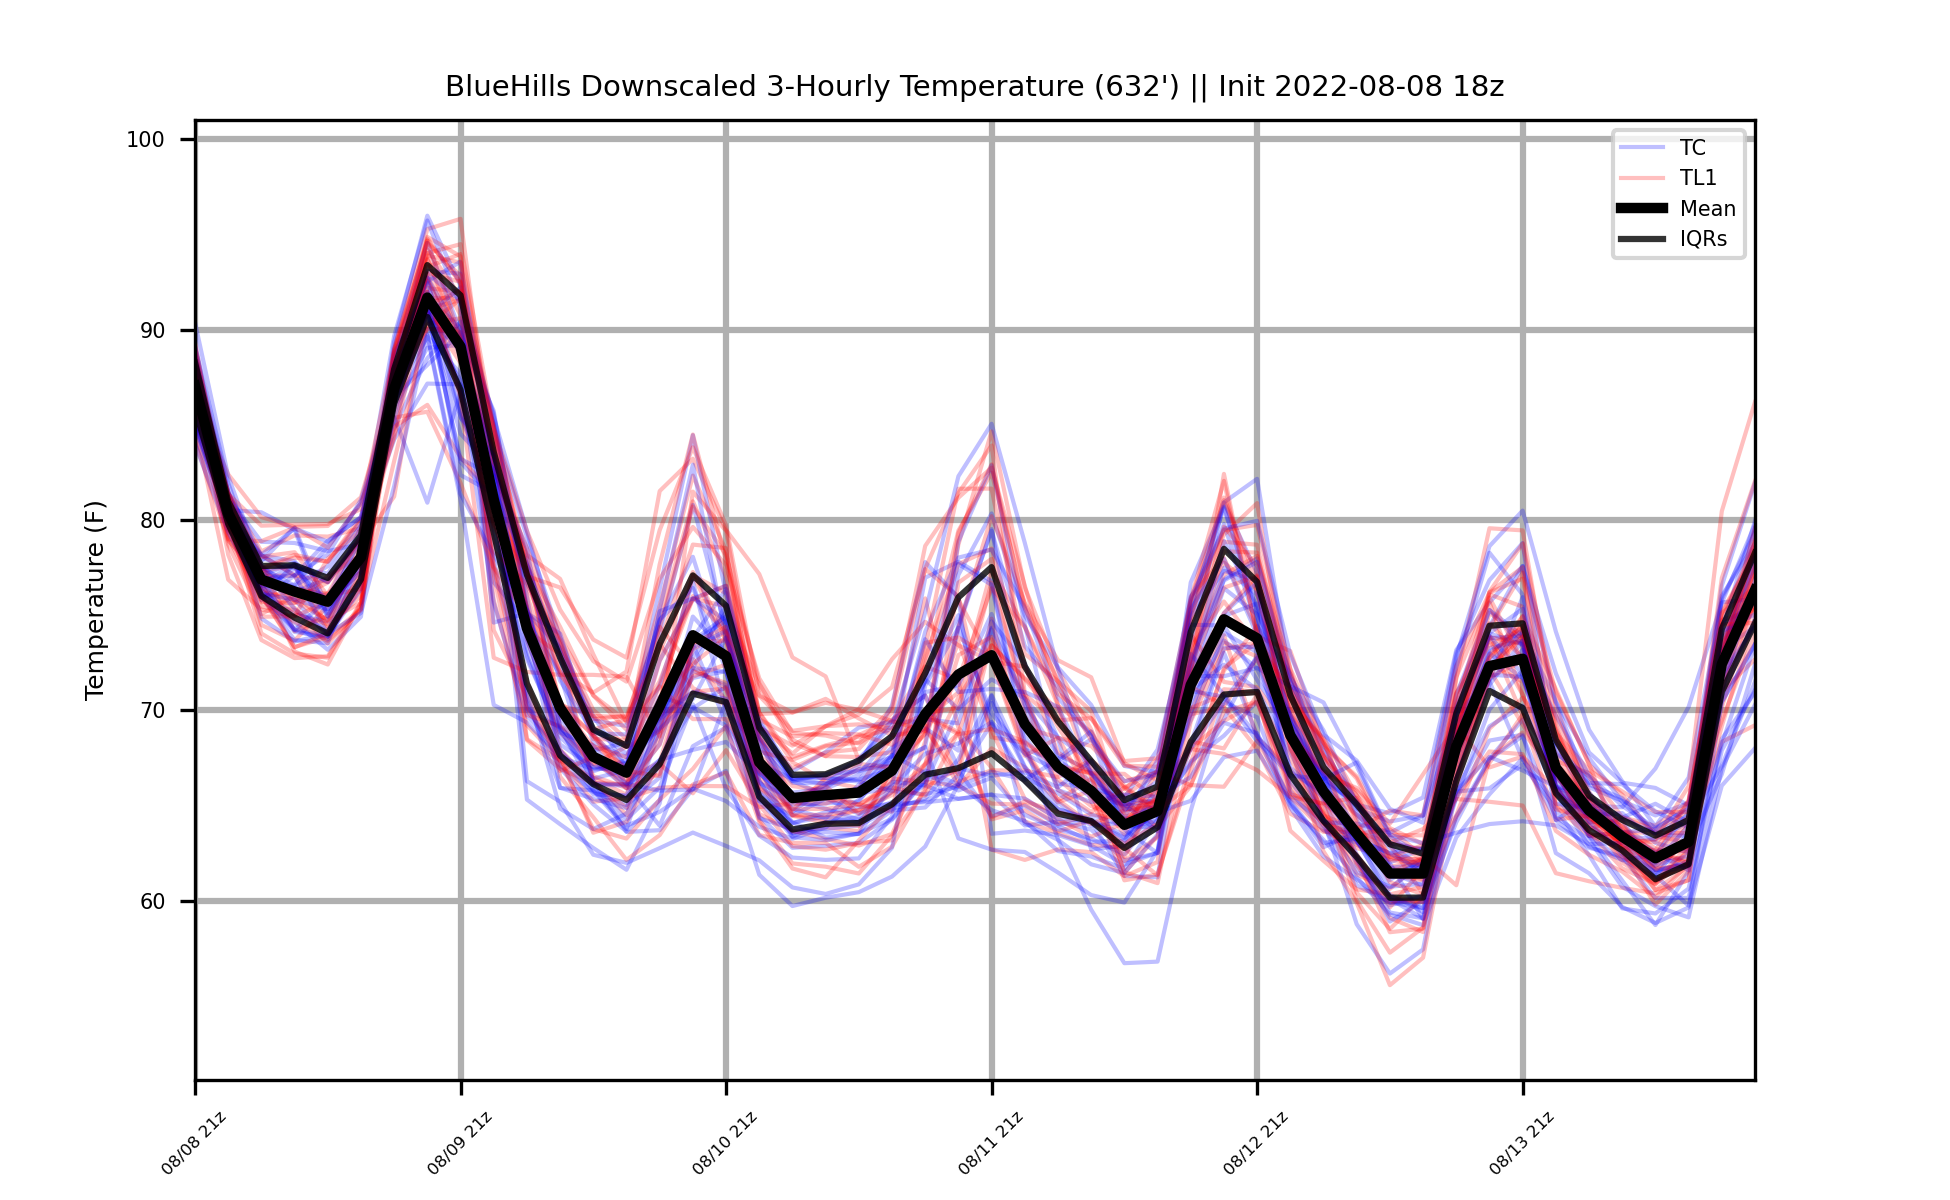 BlueHills Downscaled 3-Hourly Temperature (632') || Init 2022-08-08 18z
100
90
80
70
60
Temperature (F)
TC
TL1
Mean
IQRs
08/08 21z
08/09 21z
08/10 21z
08/11 21z
08/12 21z
08/13 21z